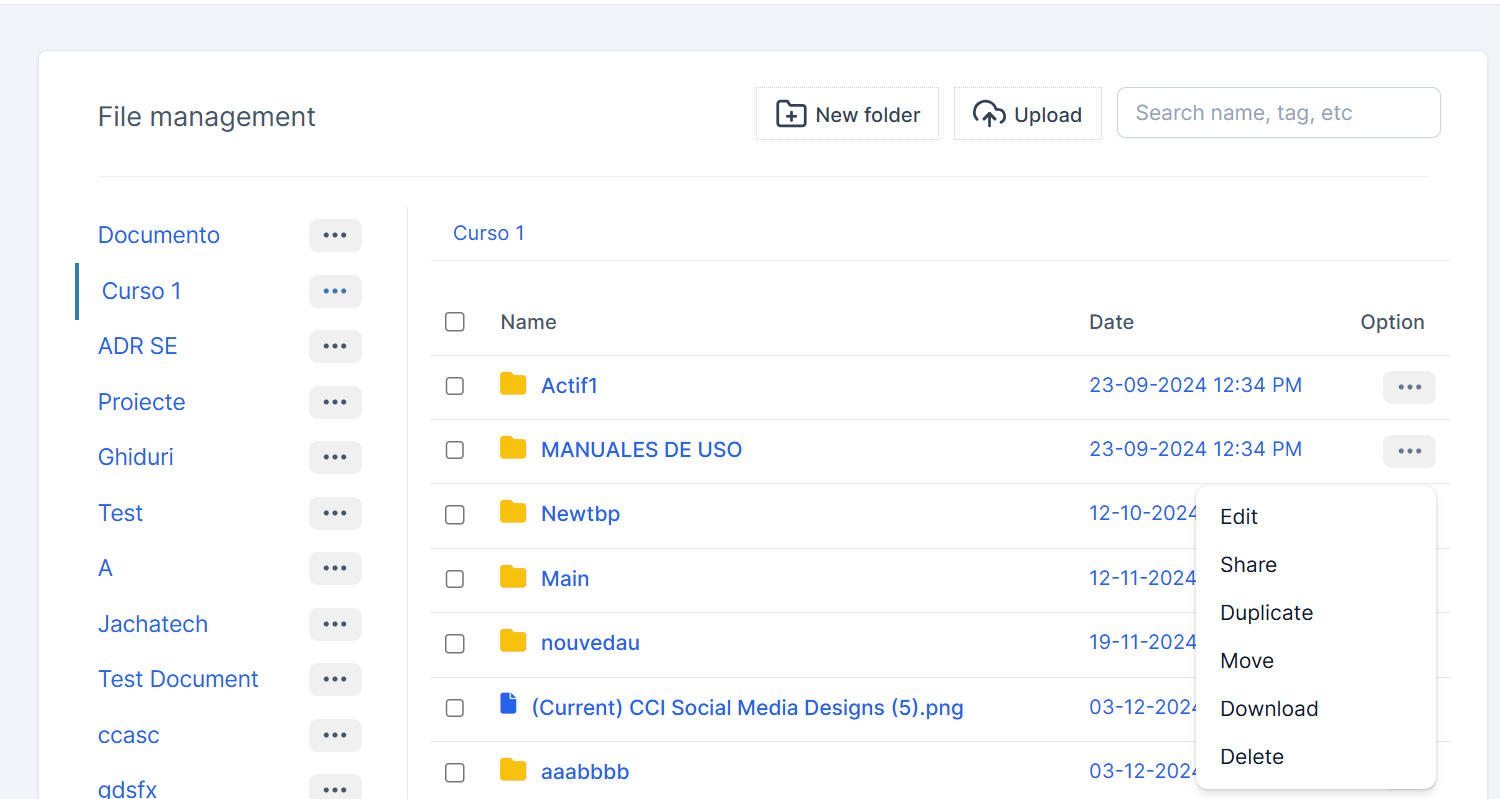 File management
New folder
Upload
Search name, tag, etc
Documento
Curso 1
ADR SE
Proiecte
Ghiduri
Test
A
Jachatech
Test Document
ccasc
qdsfx
Curso 1
Name Date Option
Actif1 23-09-2024 12:34 PM
MANUALES DE USO 23-09-2024 12:34 PM
Newtbp 12-10-2024
Main 12-11-2024
nouvedau 19-11-2024
(Current) CCI Social Media Designs (5).png 03-12-2024
aaabbbb 03-12-2024
Edit
Share
Duplicate
Move
Download
Delete